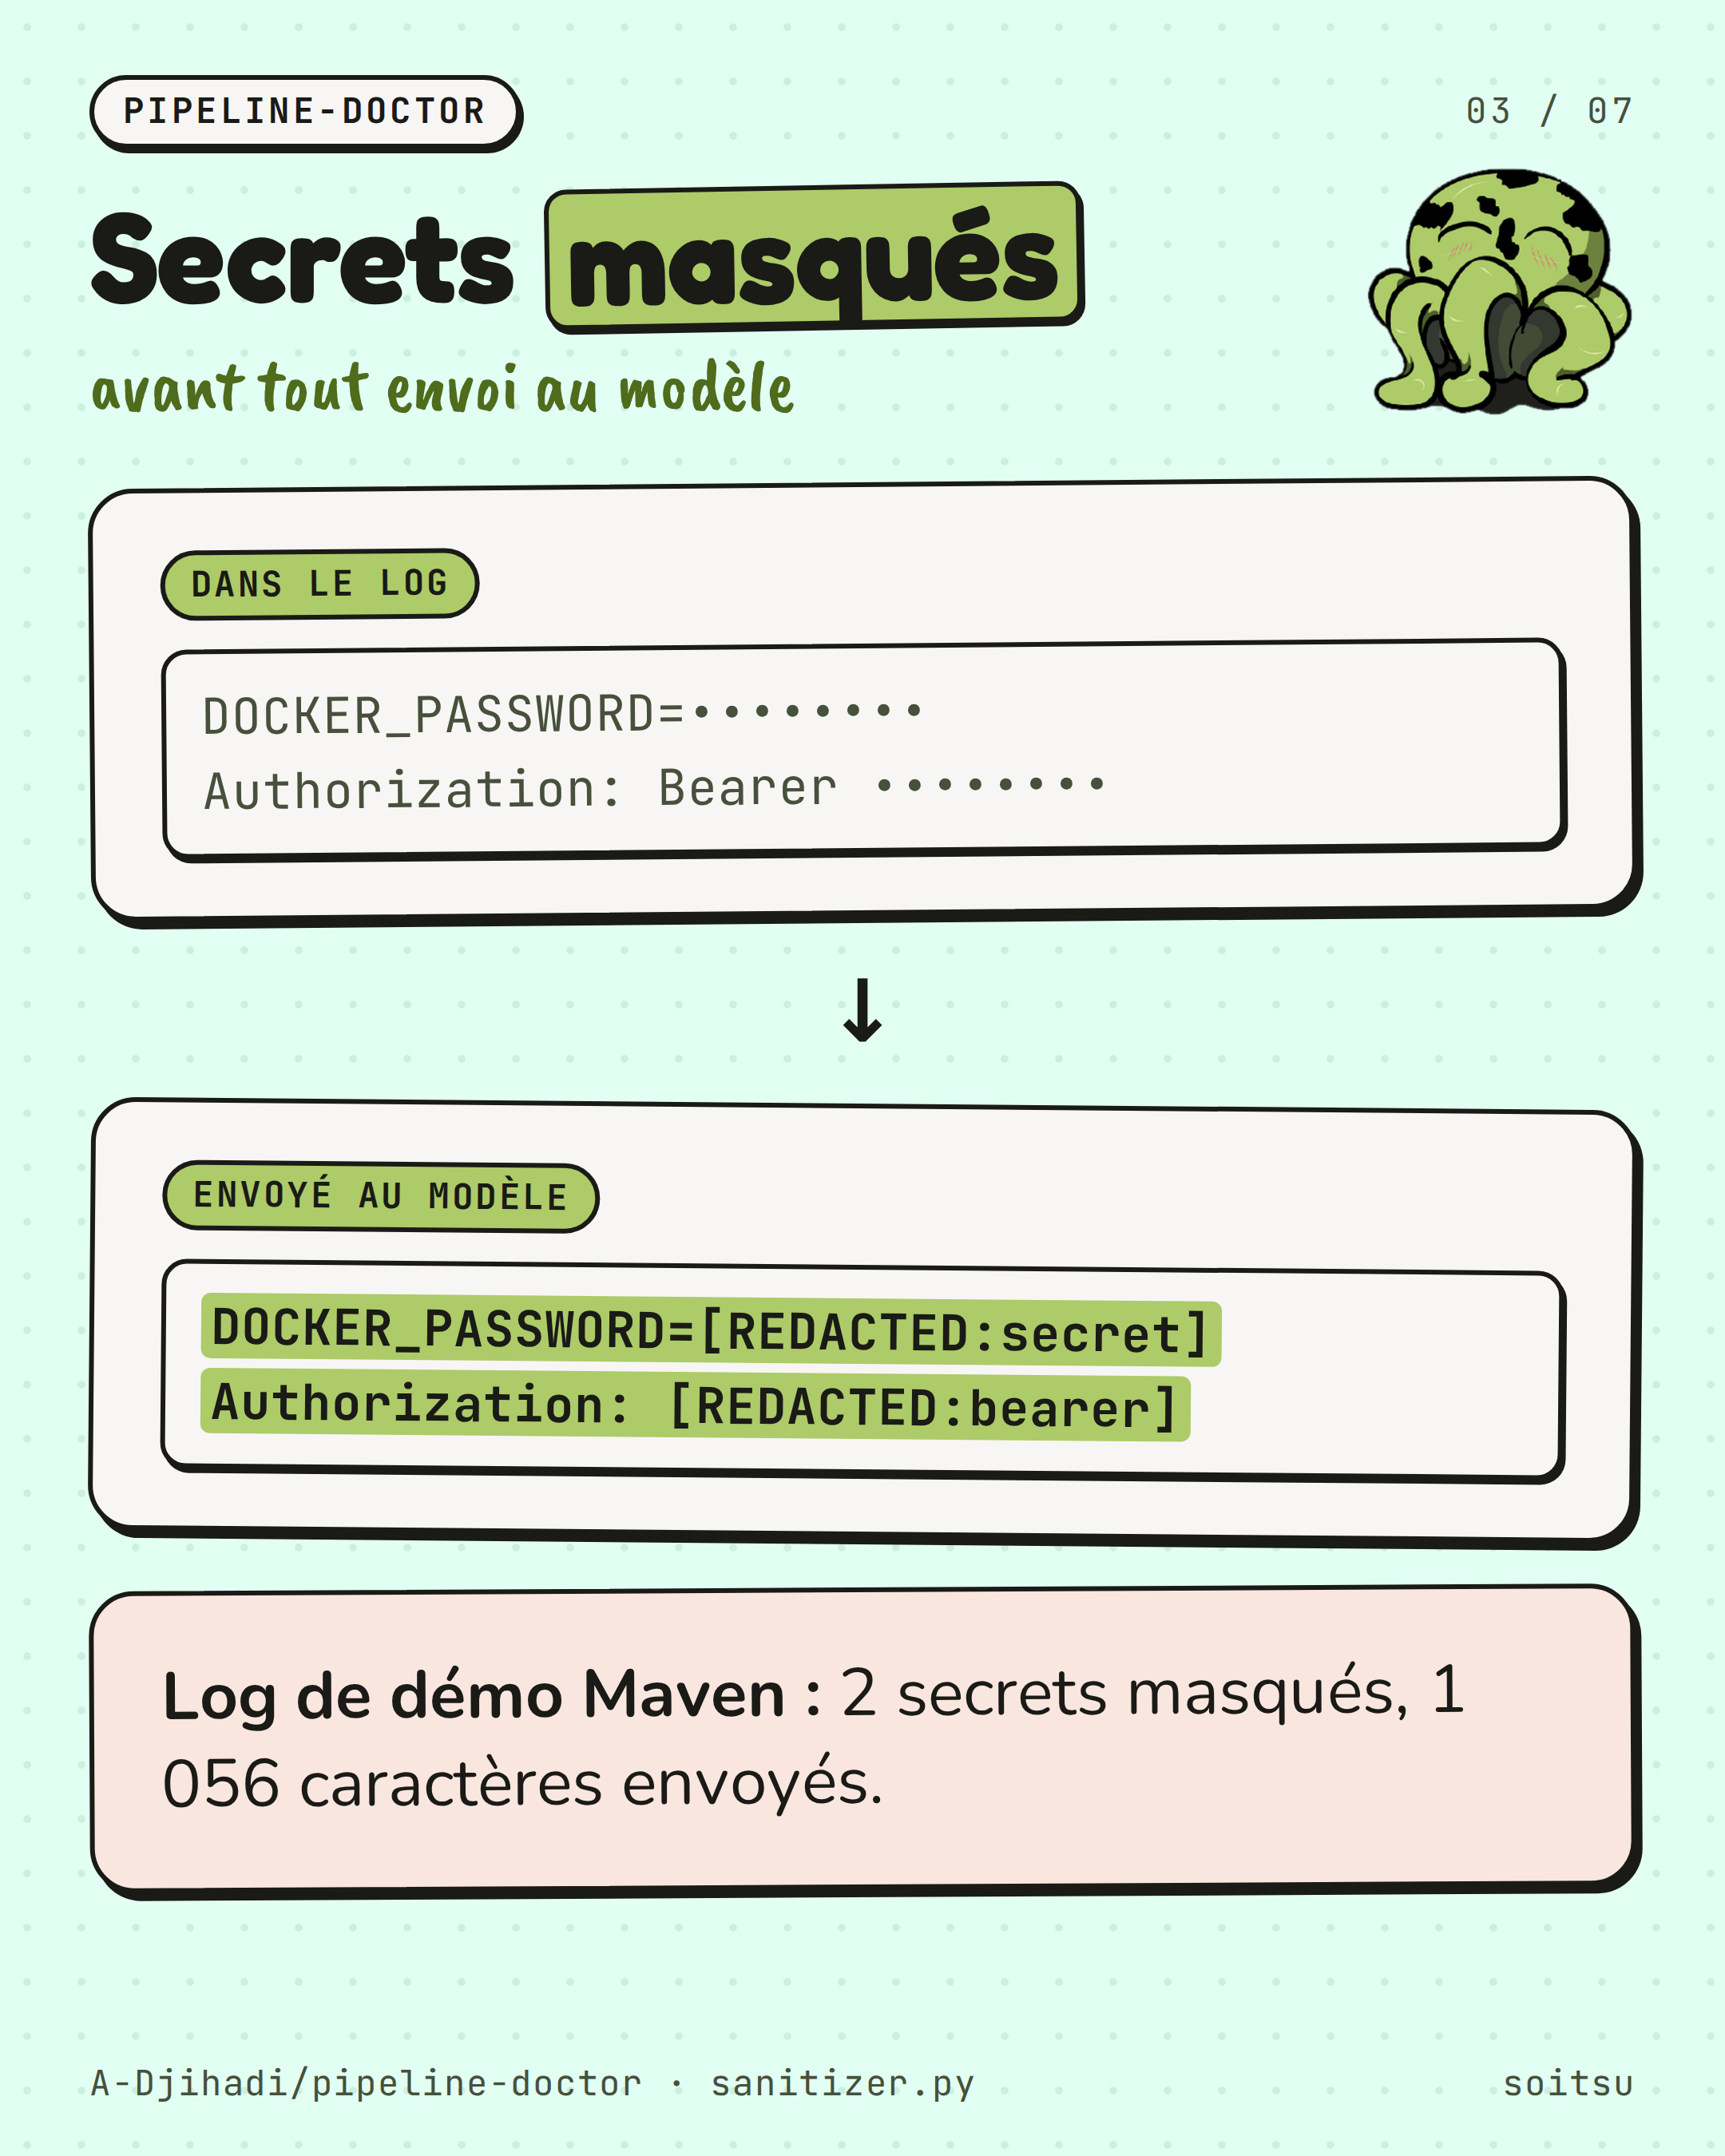 PIPELINE-DOCTOR
03 / 07
Secrets masqués
avant tout envoi au modèle
DANS LE LOG
DOCKER_PASSWORD=••••••••
Authorization: Bearer ••••••••
↓
ENVOYÉ AU MODÈLE
DOCKER_PASSWORD=[REDACTED:secret]
Authorization: [REDACTED:bearer]
Log de démo Maven : 2 secrets masqués, 1
056 caractères envoyés.
A-Djihadi/pipeline-doctor · sanitizer.py
soitsu